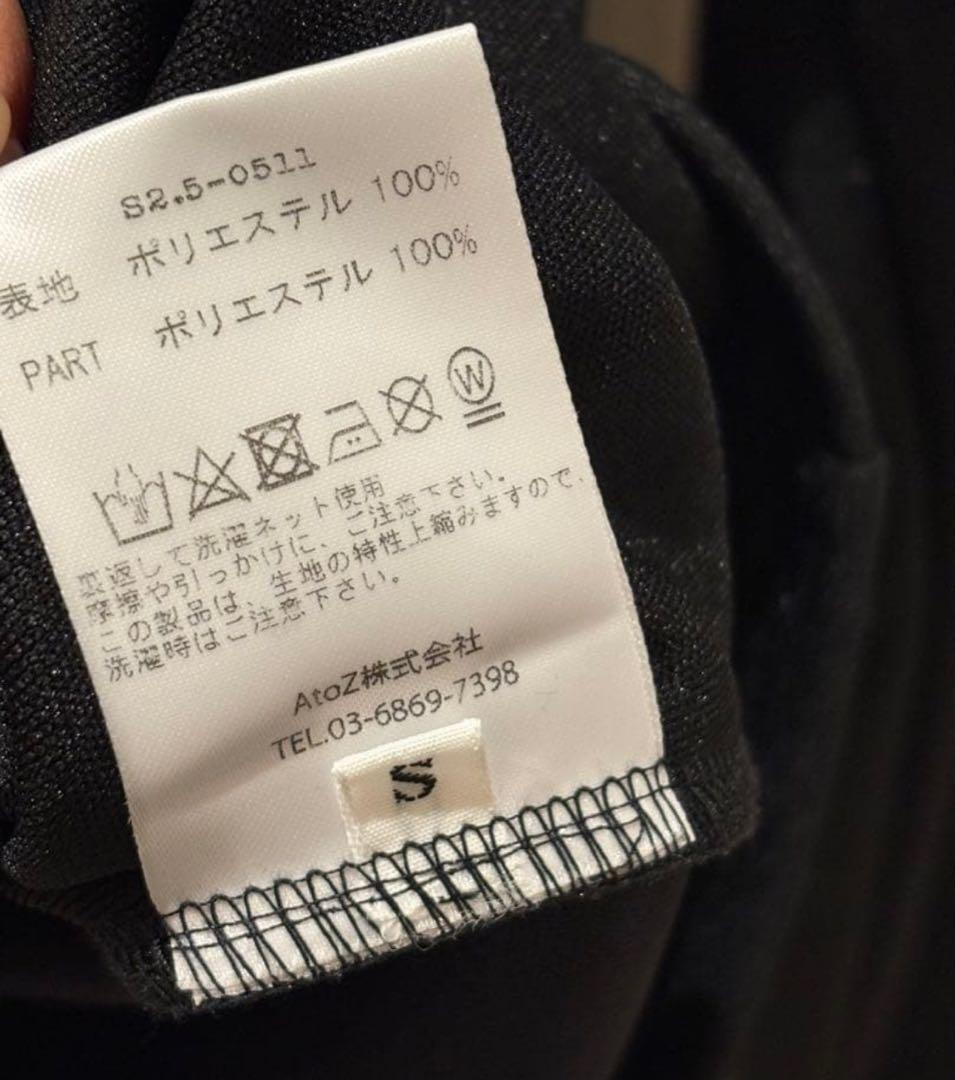 S2.5-0511
表地 ポリエステル 100%
PART ポリエステル 100%
W
裏返して洗濯ネット使用
摩擦や引っかけに、ご注意下さい。
この製品は、生地の特性上縮みますので、
洗濯時はご注意下さい。
AtoZ株式会社
TEL.03-6869-7398
S